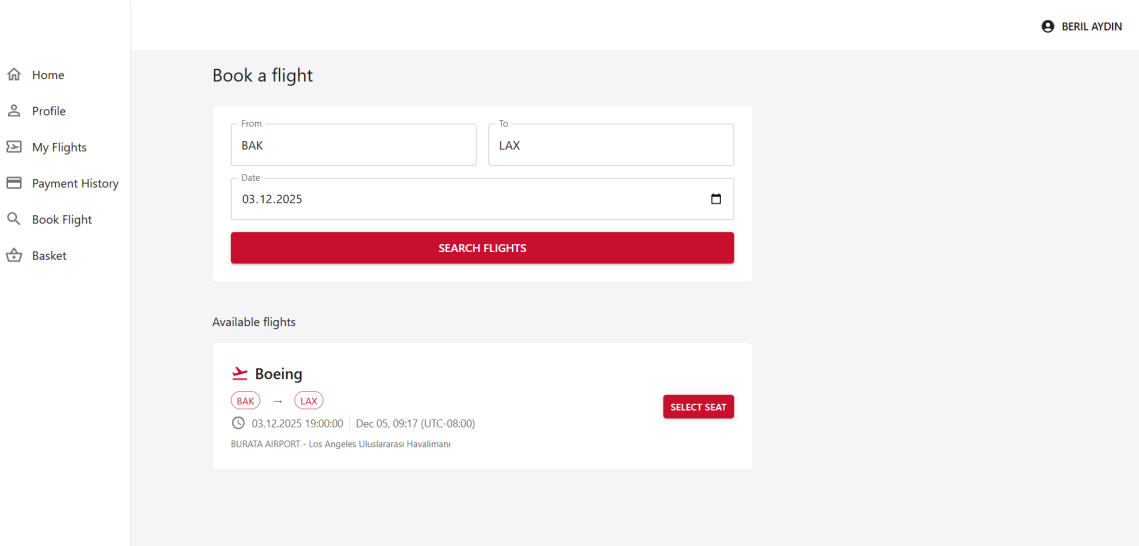 BERIL AYDIN
Home
Profile
My Flights
Payment History
Book Flight
Basket
Book a flight
From
BAK
To
LAX
Date
03.12.2025
SEARCH FLIGHTS
Available flights
Boeing
BAK → LAX
03.12.2025 19:00:00 | Dec 05, 09:17 (UTC-08:00)
BURATA AIRPORT - Los Angeles Uluslararası Havalimanı
SELECT SEAT